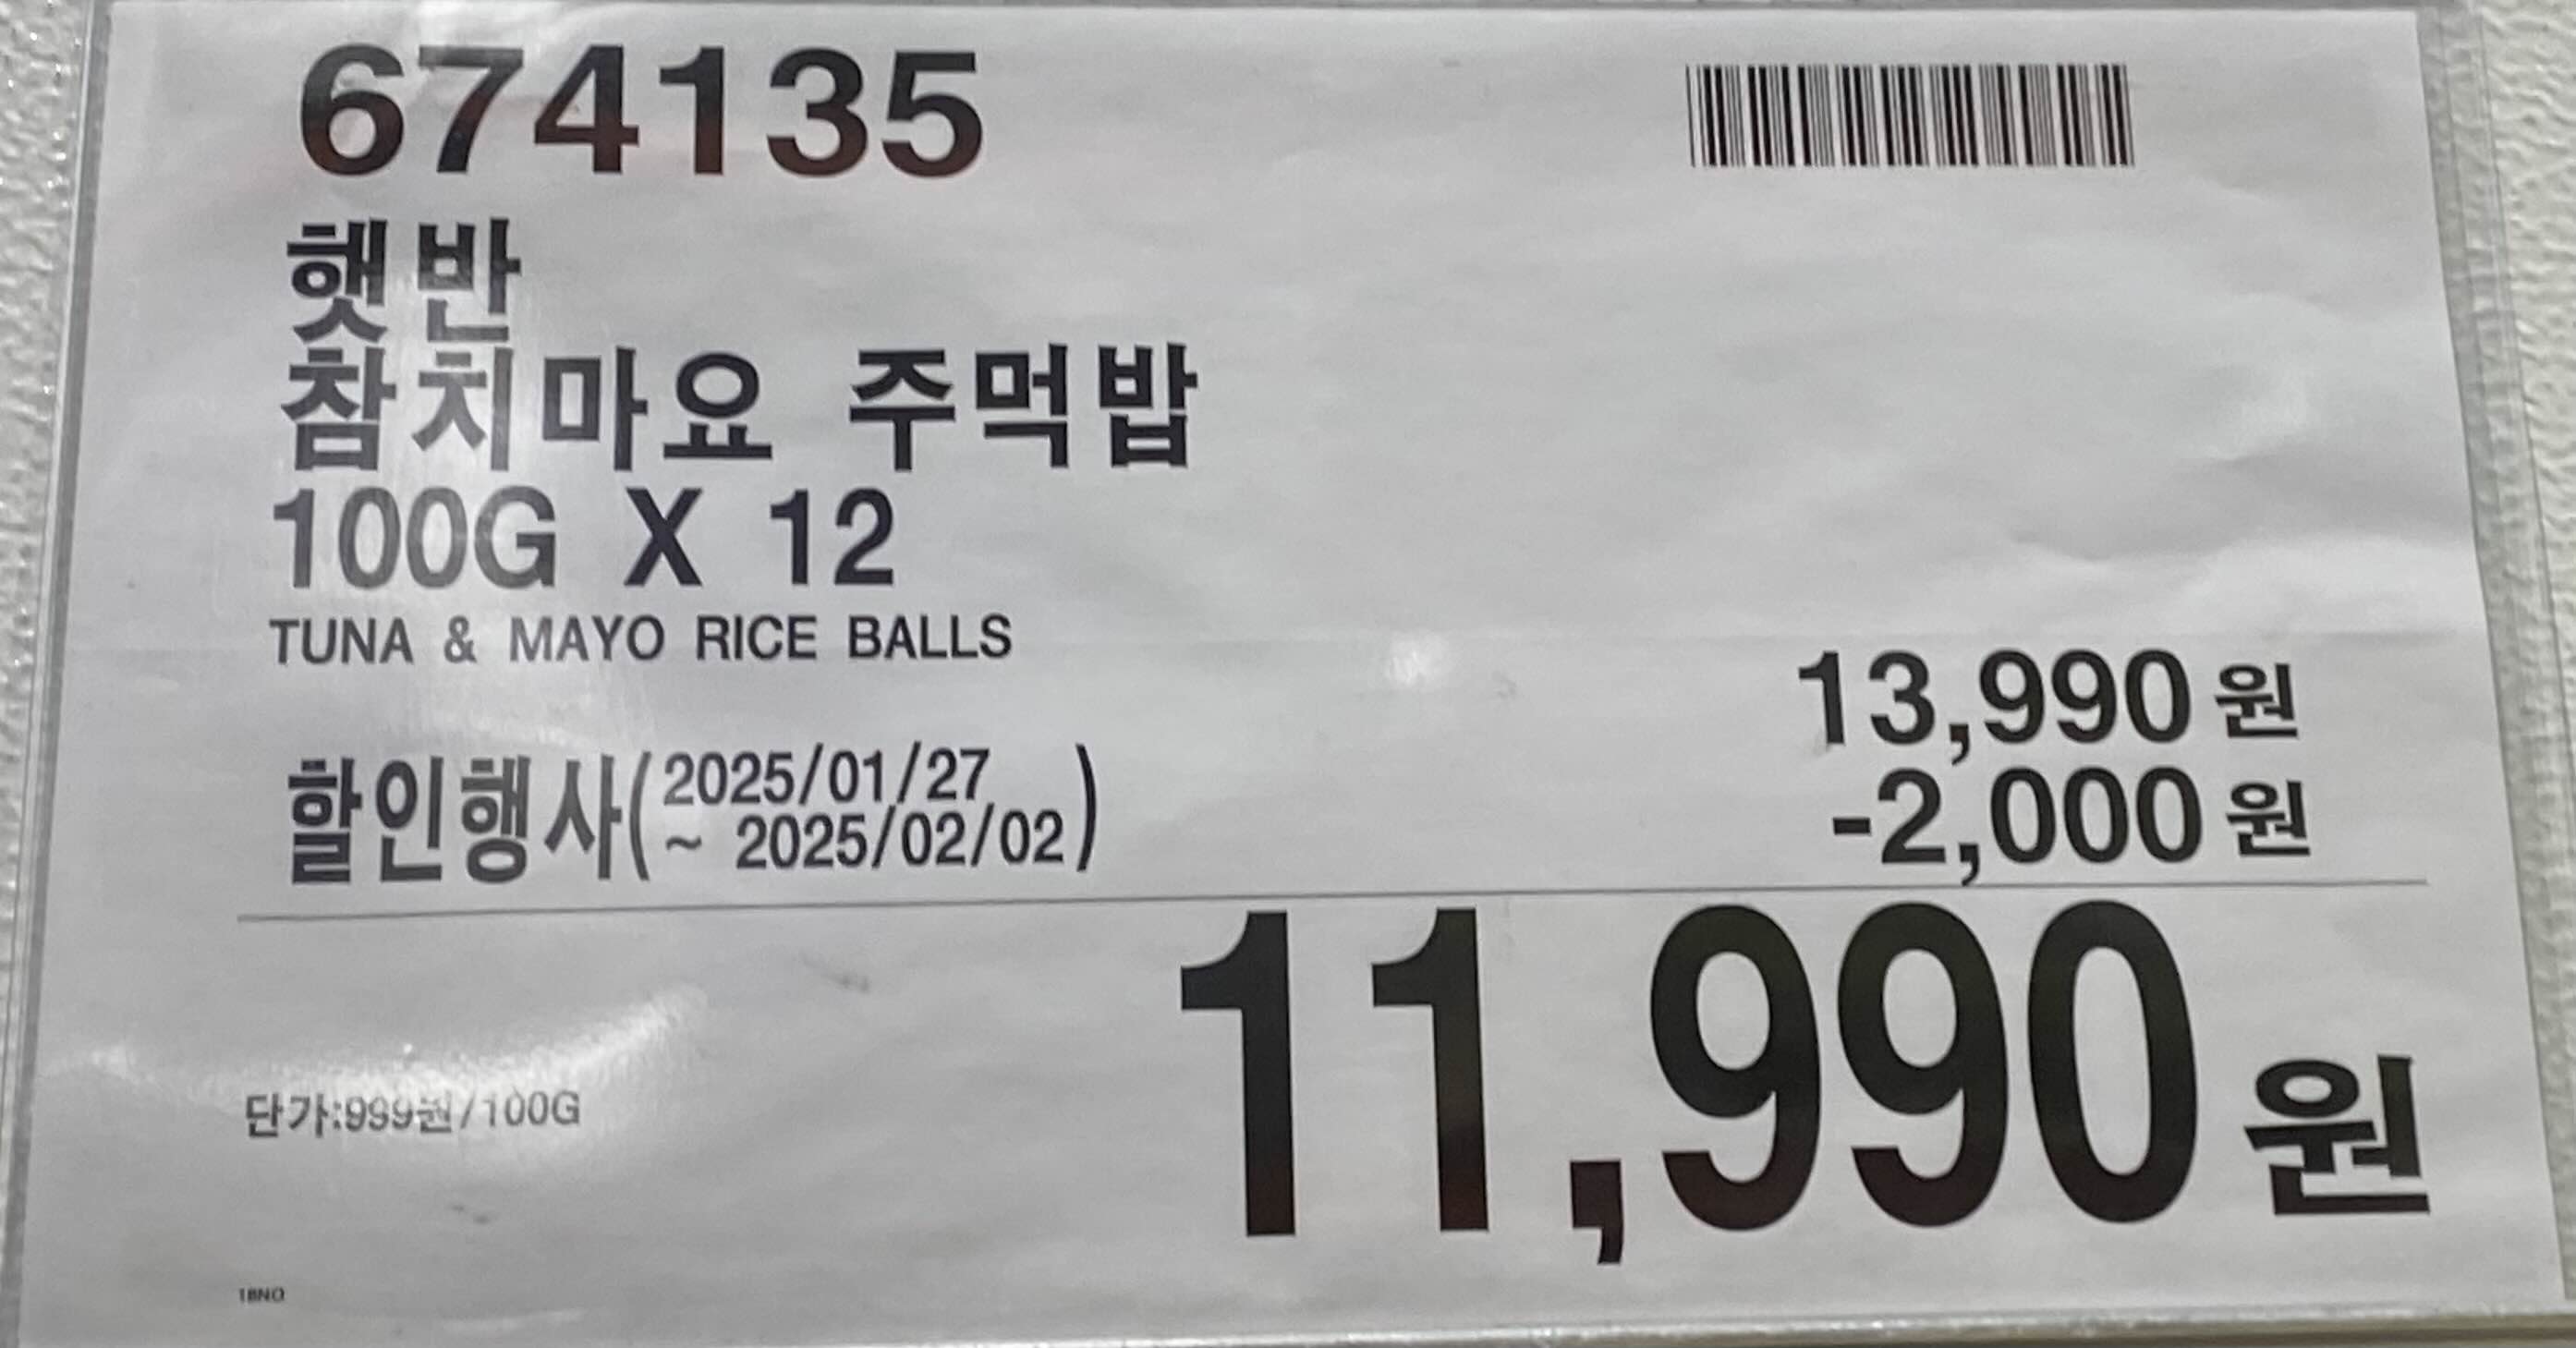 674135
햇반
참치마요 주먹밥
100G X 12
TUNA & MAYO RICE BALLS
13,990 원
할인행사(2025/01/27
~ 2025/02/02)
-2,000 원
11,990 원
단가:999원/100G
1BNO